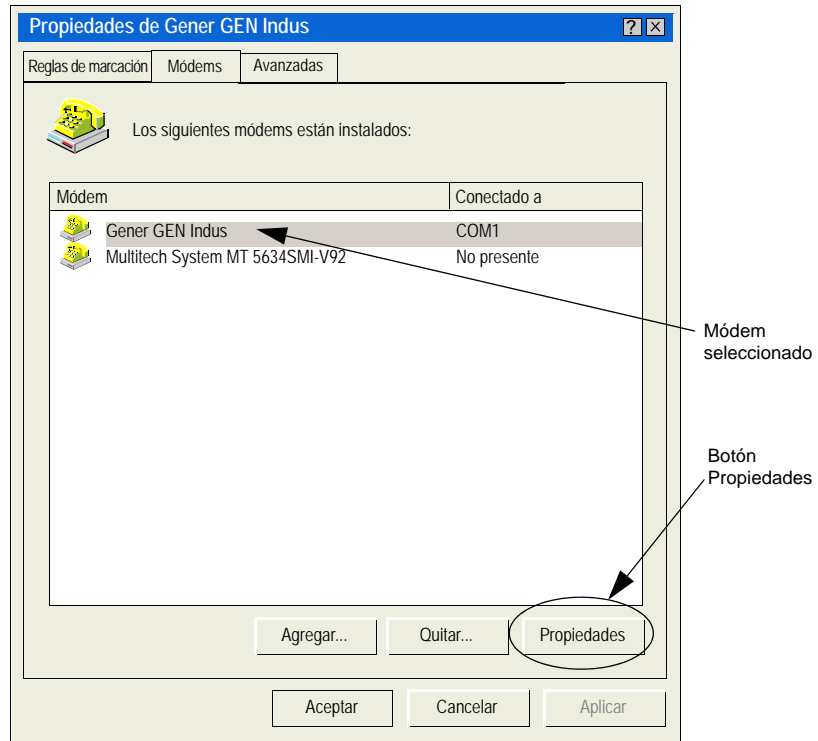 Propiedades de Gener GEN Indus
Reglas de marcación Módems Avanzadas
Los siguientes módems están instalados:
Módem Conectado a
Gener GEN Indus COM1
Multitech System MT 5634SMI-V92 No presente
Módem
seleccionado
Botón
Propiedades
Agregar... Quitar... Propiedades
Aceptar Cancelar Aplicar